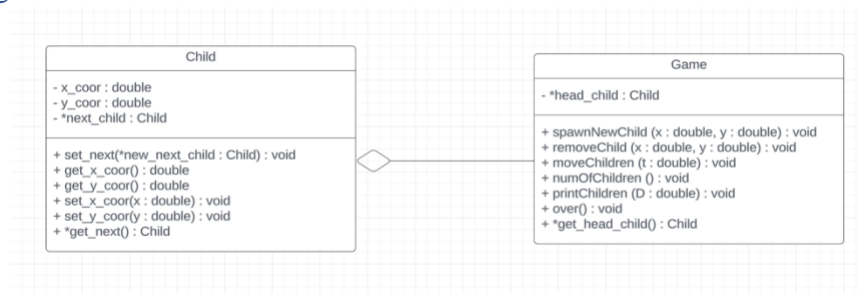 Child
- x_coor : double
- y_coor : double
- *next_child : Child
+ set_next(*new_next_child : Child) : void
+ get_x_coor() : double
+ get_y_coor() : double
+ set_x_coor(x : double) : void
+ set_y_coor(y : double) : void
+ *get_next() : Child
Game
- *head_child : Child
+ spawnNewChild (x : double, y : double) : void
+ removeChild (x : double, y : double) : void
+ moveChildren (t : double) : void
+ numOfChildren () : void
+ printChildren (D : double) : void
+ over() : void
+ *get_head_child() : Child